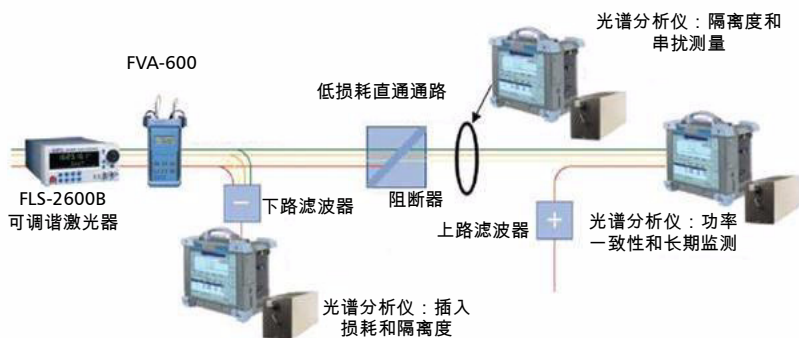 光谱分析仪：隔离度和
串扰测量
FVA-600
低损耗直通通路
FLS-2600B
可调谐激光器
下路滤波器
阻断器
上路滤波器
光谱分析仪：功率
一致性和长期监测
光谱分析仪：插入
损耗和隔离度